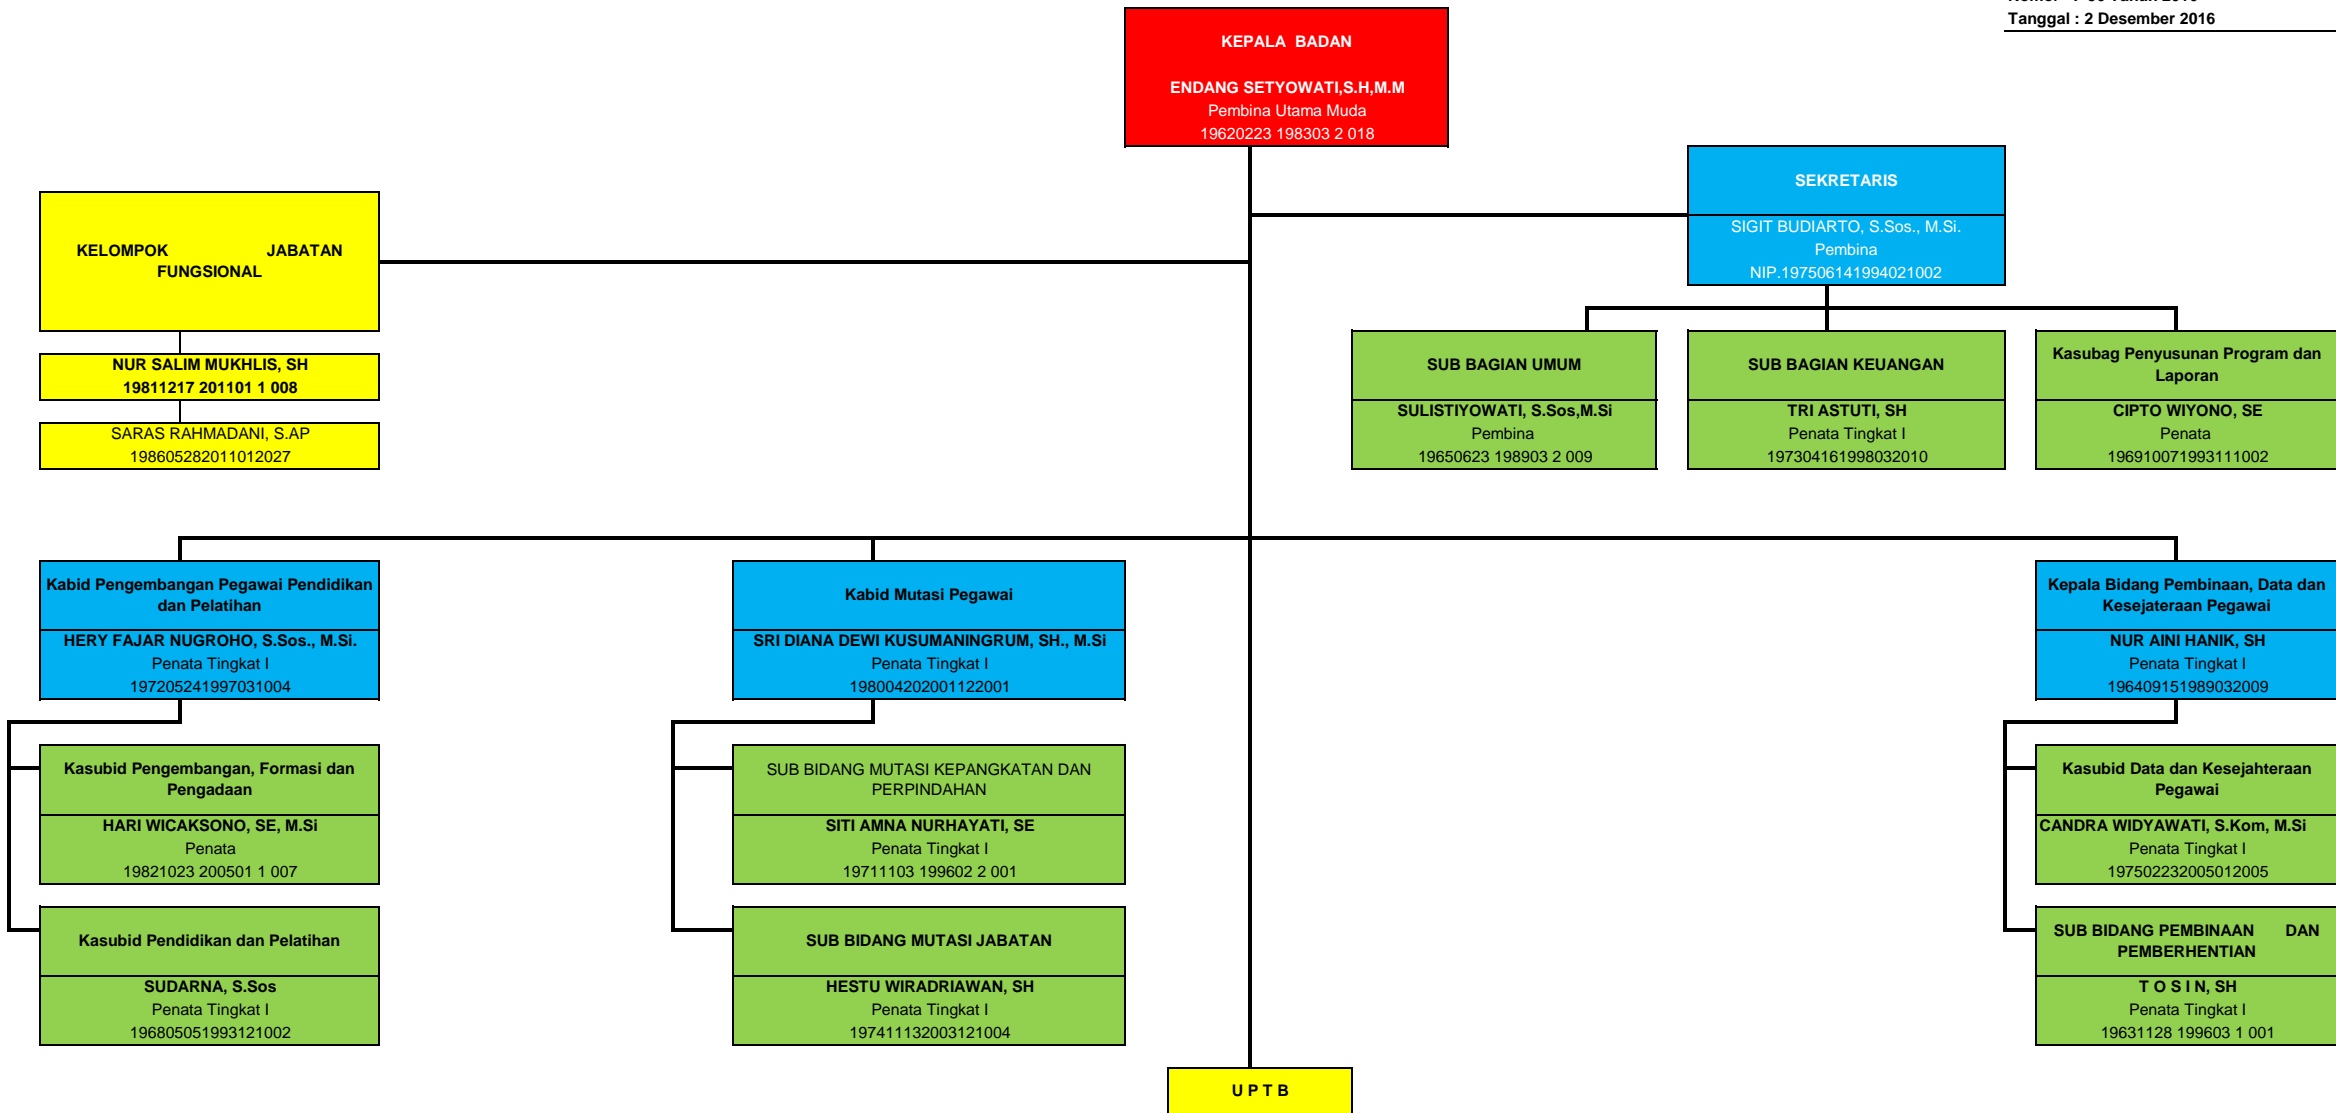 Tanggal : 2 Desember 2016
KEPALA BADAN
ENDANG SETYOWATI,S.H,M.M
Pembina Utama Muda
19620223 198303 2 018
SEKRETARIS
SIGIT BUDIARTO, S.Sos., M.Si.
Pembina
NIP.197506141994021002
KELOMPOK JABATAN
FUNGSIONAL
NUR SALIM MUKHLIS, SH
19811217 201101 1 008
SARAS RAHMADANI, S.AP
198605282011012027
SUB BAGIAN UMUM
SULISTIYOWATI, S.Sos,M.Si
Pembina
19650623 198903 2 009
SUB BAGIAN KEUANGAN
TRI ASTUTI, SH
Penata Tingkat I
197304161998032010
Kasubag Penyusunan Program dan
Laporan
CIPTO WIYONO, SE
Penata
196910071993111002
Kabid Pengembangan Pegawai Pendidikan
dan Pelatihan
HERY FAJAR NUGROHO, S.Sos., M.Si.
Penata Tingkat I
197205241997031004
Kabid Mutasi Pegawai
SRI DIANA DEWI KUSUMANINGRUM, SH., M.Si
Penata Tingkat I
198004202001122001
Kepala Bidang Pembinaan, Data dan
Kesejateraan Pegawai
NUR AINI HANIK, SH
Penata Tingkat I
196409151989032009
Kasubid Pengembangan, Formasi dan
Pengadaan
HARI WICAKSONO, SE, M.Si
Penata
19821023 200501 1 007
SUB BIDANG MUTASI KEPANGKATAN DAN
PERPINDAHAN
SITI AMNA NURHAYATI, SE
Penata Tingkat I
19711103 199602 2 001
Kasubid Data dan Kesejahteraan
Pegawai
CANDRA WIDYAWATI, S.Kom, M.Si
Penata Tingkat I
197502232005012005
Kasubid Pendidikan dan Pelatihan
SUDARNA, S.Sos
Penata Tingkat I
196805051993121002
SUB BIDANG MUTASI JABATAN
HESTU WIRADRIAWAN, SH
Penata Tingkat I
197411132003121004
SUB BIDANG PEMBINAAN DAN
PEMBERHENTIAN
T O S I N, SH
Penata Tingkat I
19631128 199603 1 001
U P T B